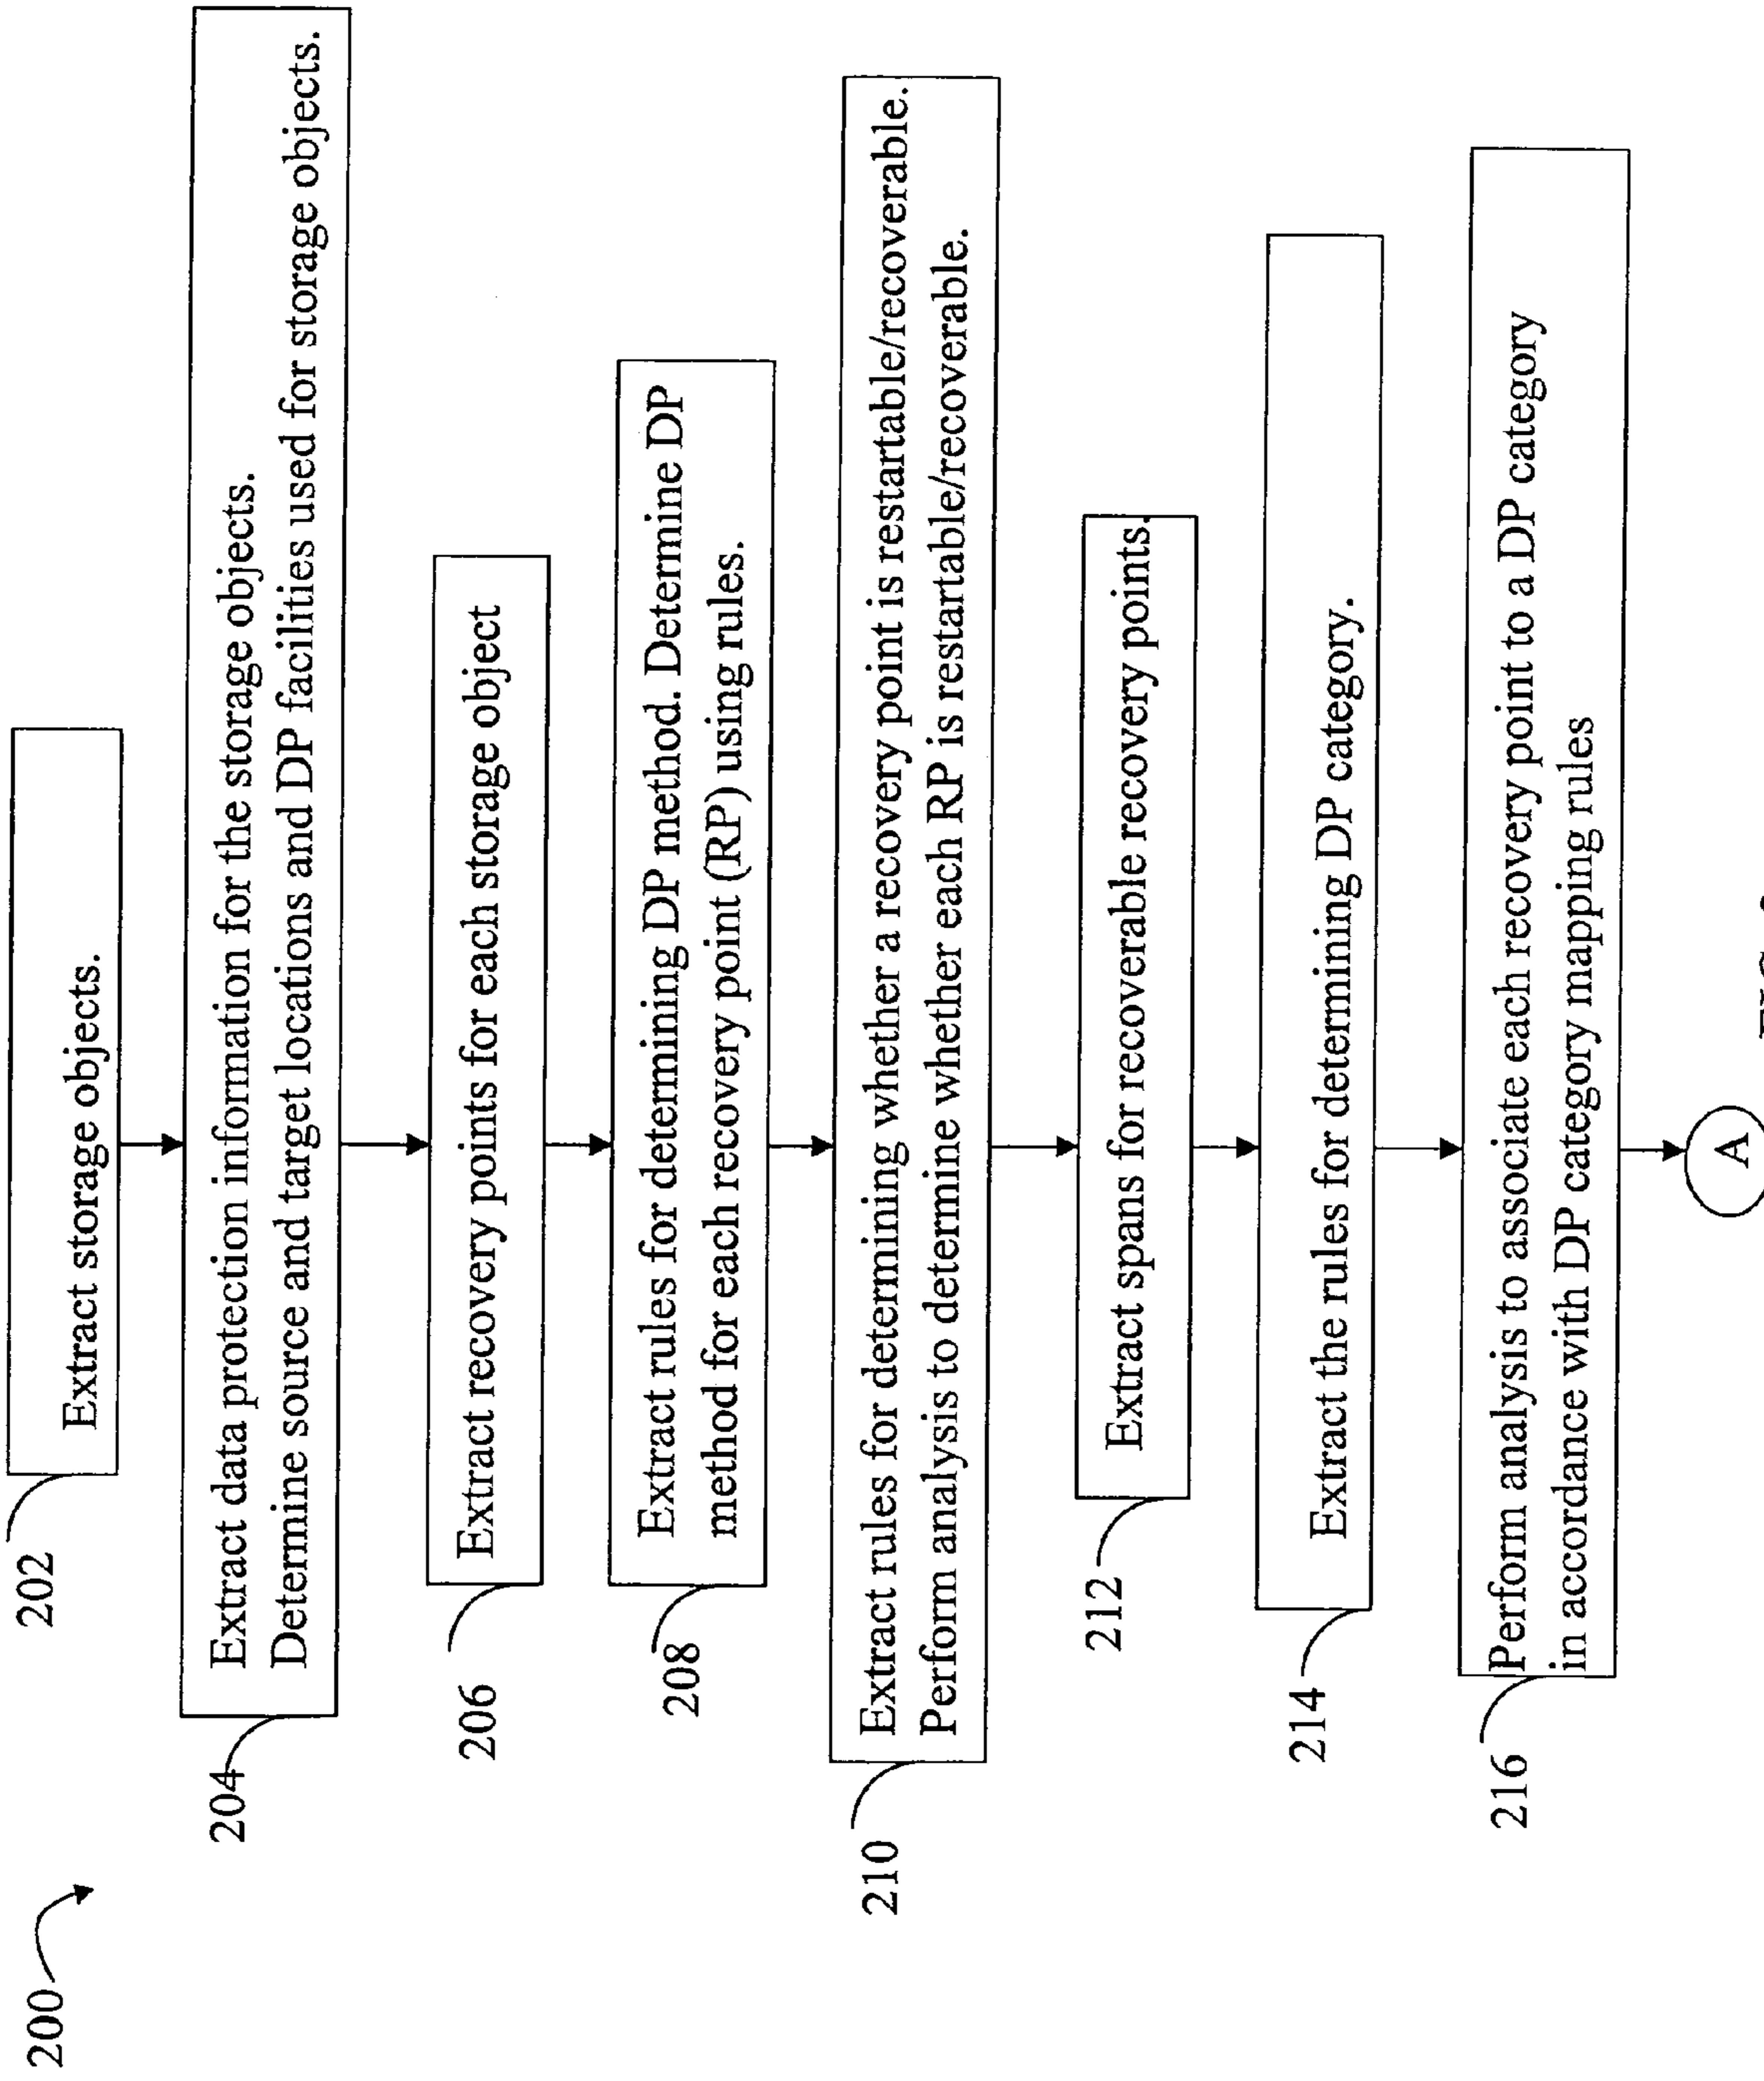 200
202
Extract storage objects.
204
Extract data protection information for the storage objects.
Determine source and target locations and DP facilities used for storage objects.
206
Extract recovery points for each storage object
208
Extract rules for determining DP method. Determine DP
method for each recovery point (RP) using rules.
210
Extract rules for determining whether a recovery point is restartable/recoverable.
Perform analysis to determine whether each RP is restartable/recoverable.
212
Extract spans for recoverable recovery points.
214
Extract the rules for determining DP category.
216
Perform analysis to associate each recovery point to a DP category
in accordance with DP category mapping rules
A